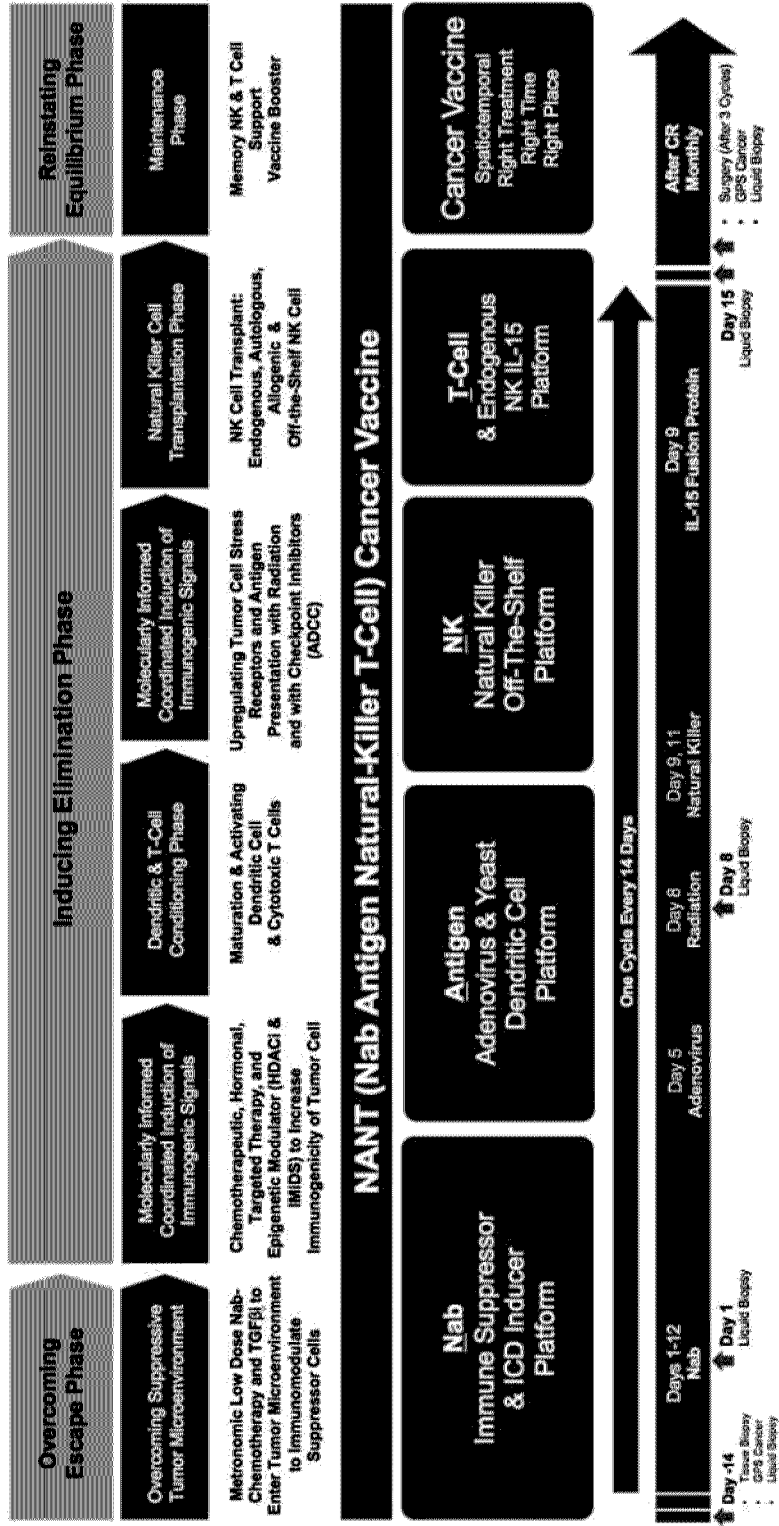 Overcoming
Escape Phase
Inducing Elimination Phase
Reinstating
Equilibrium Phase
Overcoming Suppressive
Tumor Microenvironment
Molecularly Informed
Coordinated Induction of
Immunogenic Signals
Dendritic & T-Cell
Conditioning Phase
Molecularly Informed
Coordinated Induction of
Immunogenic Signals
Natural Killer Cell
Transplantation Phase
Maintenance
Phase
Metronomic Low Dose Nab-
Chemotherapy and TGFβi to
Enter Tumor Microenvironment
to Immunomodulate
Suppressor Cells
Chemotherapeutic, Hormonal,
Targeted Therapy, and
Epigenetic Modulator (HDACi &
IMiDS) to Increase
Immunogenicity of Tumor Cell
Maturation & Activating
Dendritic Cell
& Cytotoxic T Cells
Upregulating Tumor Cell Stress
Receptors and Antigen
Presentation with Radiation
and with Checkpoint Inhibitors
(ADCC)
NK Cell Transplant:
Endogenous, Autologous,
Allogenic &
Off-the-Shelf NK Cell
Memory NK & T Cell
Support
Vaccine Booster
NANT (Nab Antigen Natural-Killer T-Cell) Cancer Vaccine
Nab
Immune Suppressor
& ICD Inducer
Platform
Antigen
Adenovirus & Yeast
Dendritic Cell
Platform
NK
Natural Killer
Off-The-Shelf
Platform
T-Cell
& Endogenous
NK IL-15
Platform
Cancer Vaccine
Spatiotemporal
Right Treatment
Right Time
Right Place
One Cycle Every 14 Days
Days 1-12
Nab
Day 5
Adenovirus
Day 8
Radiation
Day 9, 11
Natural Killer
Day 9
IL-15 Fusion Protein
After CR
Monthly
Day -14
• Tissue Biopsy
• GPS Cancer
• Liquid Biopsy
Day 1
Liquid Biopsy
Day 8
Liquid Biopsy
Day 15
Liquid Biopsy
• Surgery (After 3 Cycles)
• GPS Cancer
• Liquid Biopsy